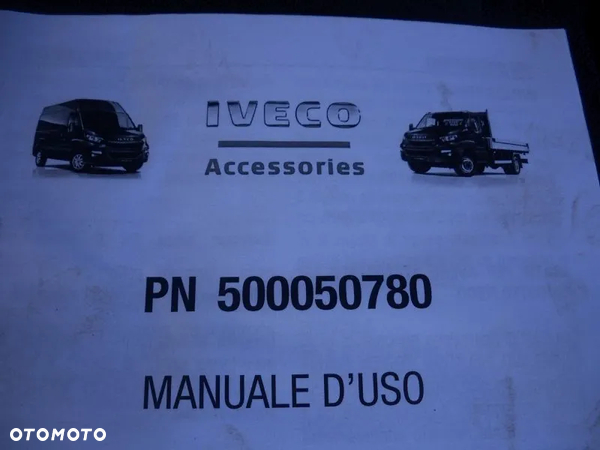 IVECO
Accessories
PN 500050780
MANUALE D'USO
OTOMOTO